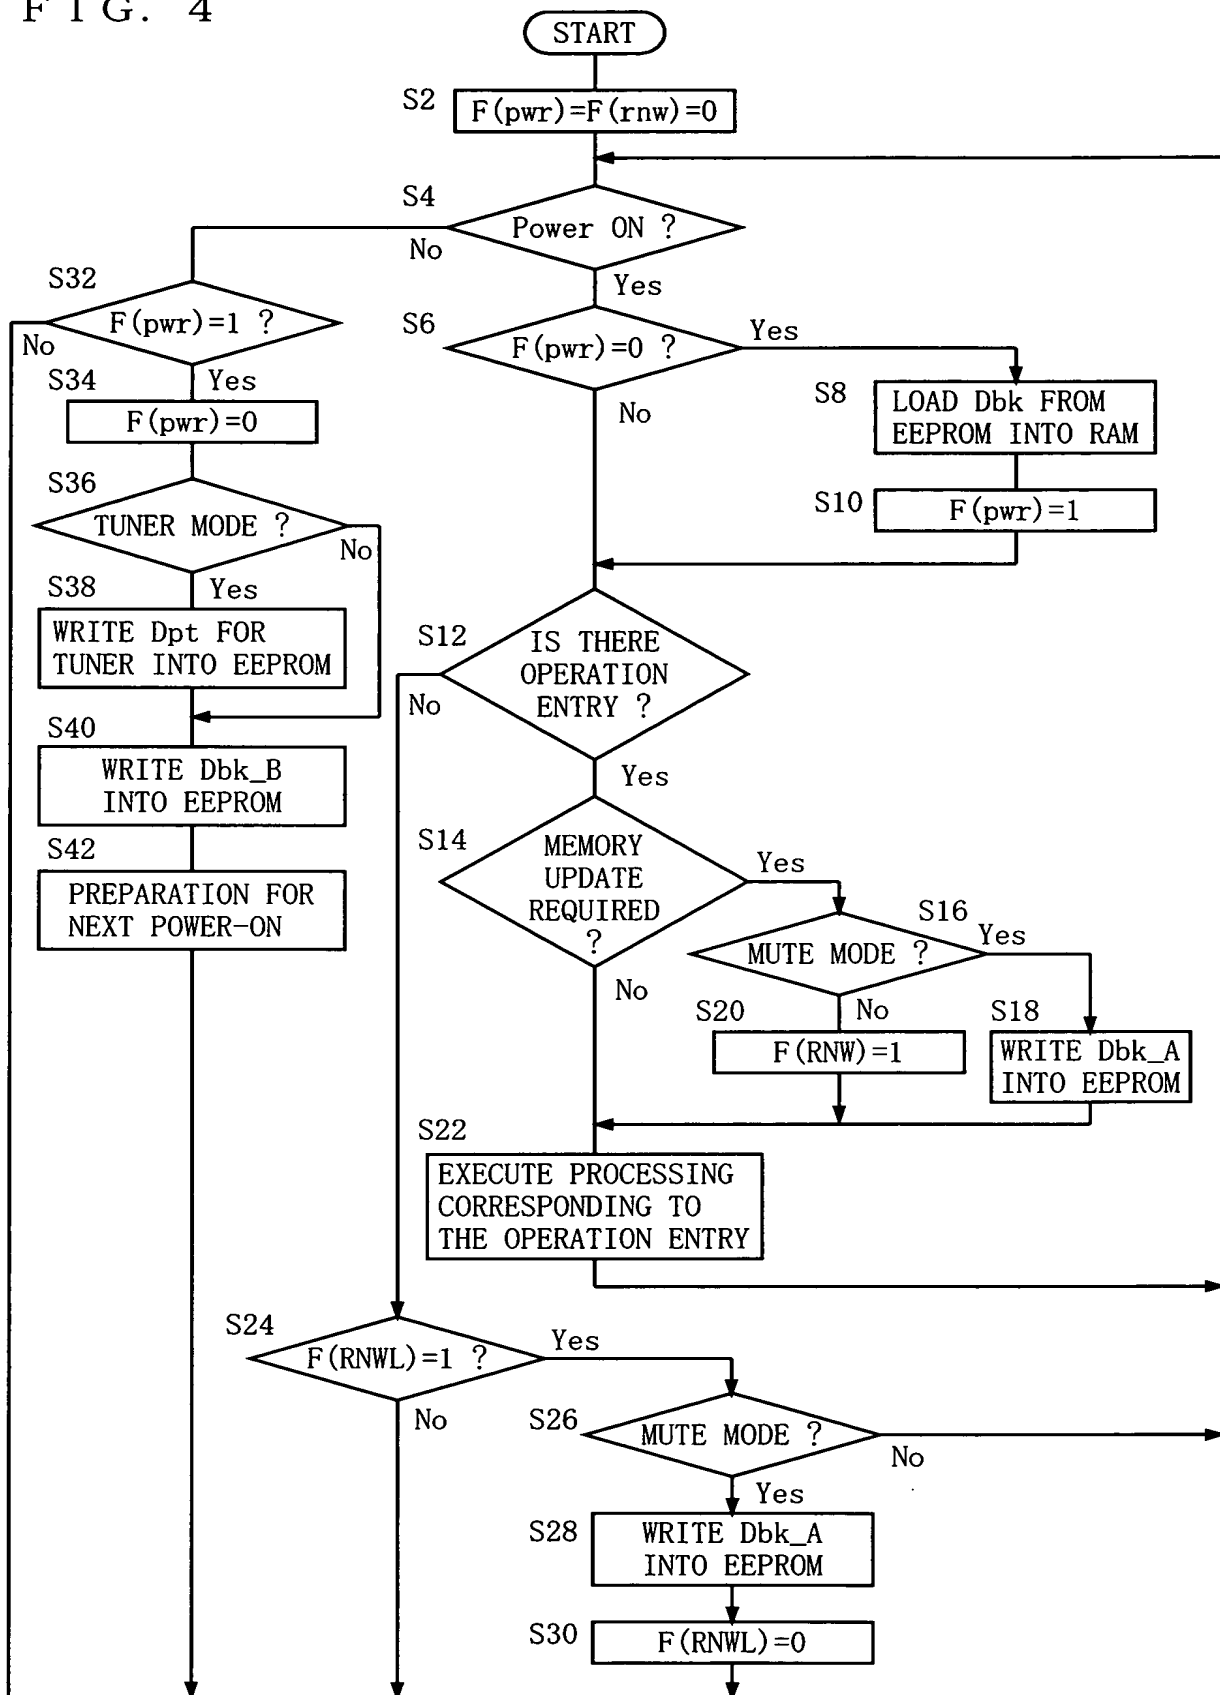 FIG. 4
START
S2
F(pwr)=F(rnw)=0
S4
Power ON ?
No
Yes
S32
F(pwr)=1 ?
No
Yes
S6
F(pwr)=0 ?
Yes
No
S34
F(pwr)=0
S8
LOAD Dbk FROM
EEPROM INTO RAM
S10
F(pwr)=1
S36
TUNER MODE ?
No
Yes
S38
WRITE Dpt FOR
TUNER INTO EEPROM
S12
IS THERE
OPERATION
ENTRY ?
No
Yes
S40
WRITE Dbk_B
INTO EEPROM
S42
PREPARATION FOR
NEXT POWER-ON
S14
MEMORY
UPDATE
REQUIRED
?
Yes
No
S16
MUTE MODE ?
Yes
No
S20
F(RNW)=1
S18
WRITE Dbk_A
INTO EEPROM
S22
EXECUTE PROCESSING
CORRESPONDING TO
THE OPERATION ENTRY
S24
F(RNWL)=1 ?
Yes
No
S26
MUTE MODE ?
No
Yes
S28
WRITE Dbk_A
INTO EEPROM
S30
F(RNWL)=0